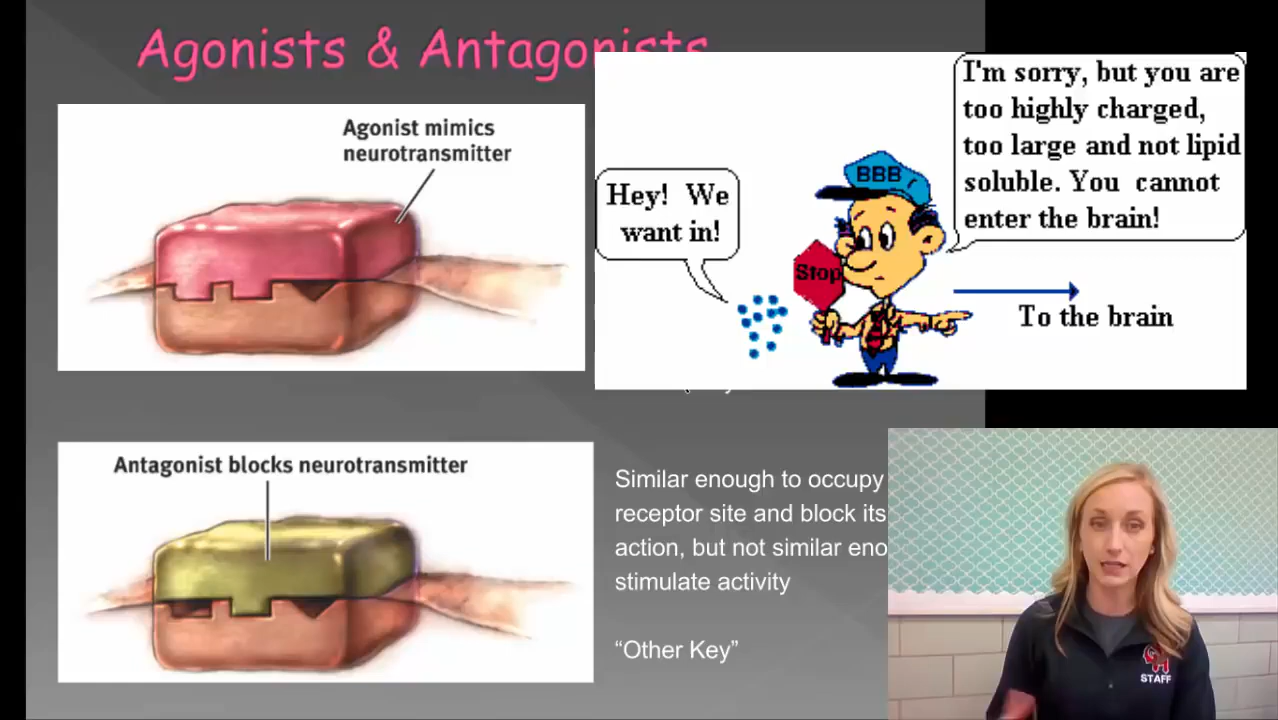 Agonists & Antagonists
Agonist mimics
neurotransmitter
Hey! We
want in!
BBB
Stop
I'm sorry, but you are
too highly charged,
too large and not lipid
soluble. You cannot
enter the brain!
To the brain
Antagonist blocks neurotransmitter
Similar enough to occupy
receptor site and block its
action, but not similar eno
stimulate activity
“Other Key”
STAFF